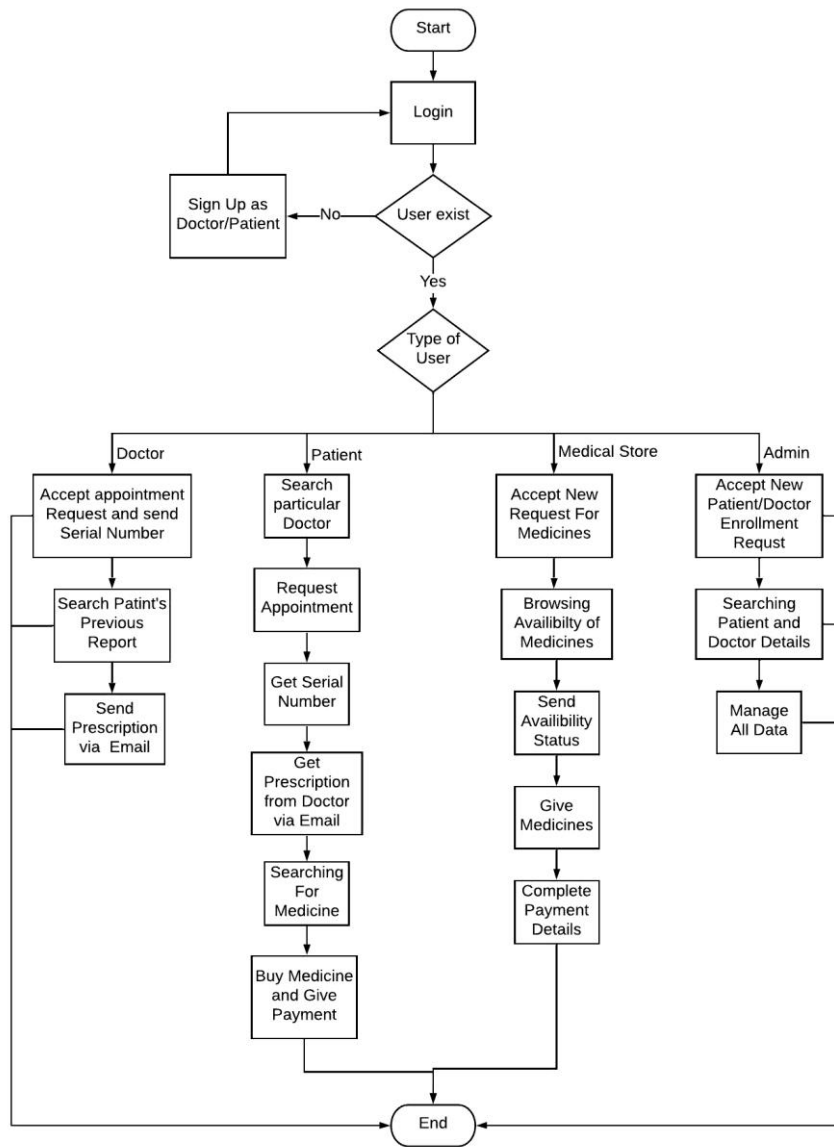 Start
Login
Sign Up as
Doctor/Patient
No
User exist
Yes
Type of
User
Doctor
Patient
Medical Store
Admin
Accept appointment
Request and send
Serial Number
Search Patint's
Previous
Report
Send
Prescription
via Email
Search
particular
Doctor
Request
Appointment
Get Serial
Number
Get
Prescription
from Doctor
via Email
Searching
For
Medicine
Buy Medicine
and Give
Payment
Accept New
Request For
Medicines
Browsing
Availibilty of
Medicines
Send
Availibility
Status
Give
Medicines
Complete
Payment
Details
Accept New
Patient/Doctor
Enrollment
Requst
Searching
Patient and
Doctor Details
Manage
All Data
End